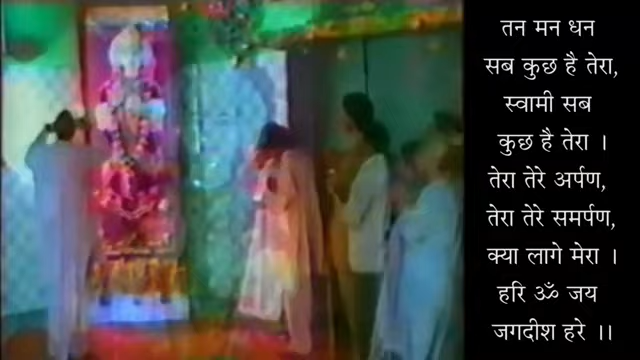 तन मन धन
सब कुछ है तेरा,
स्वामी सब
कुछ है तेरा ।
तेरा तेरे अर्पण,
तेरा तेरे समर्पण,
क्या लागे मेरा ।
हरि ॐ जय
जगदीश हरे ।।